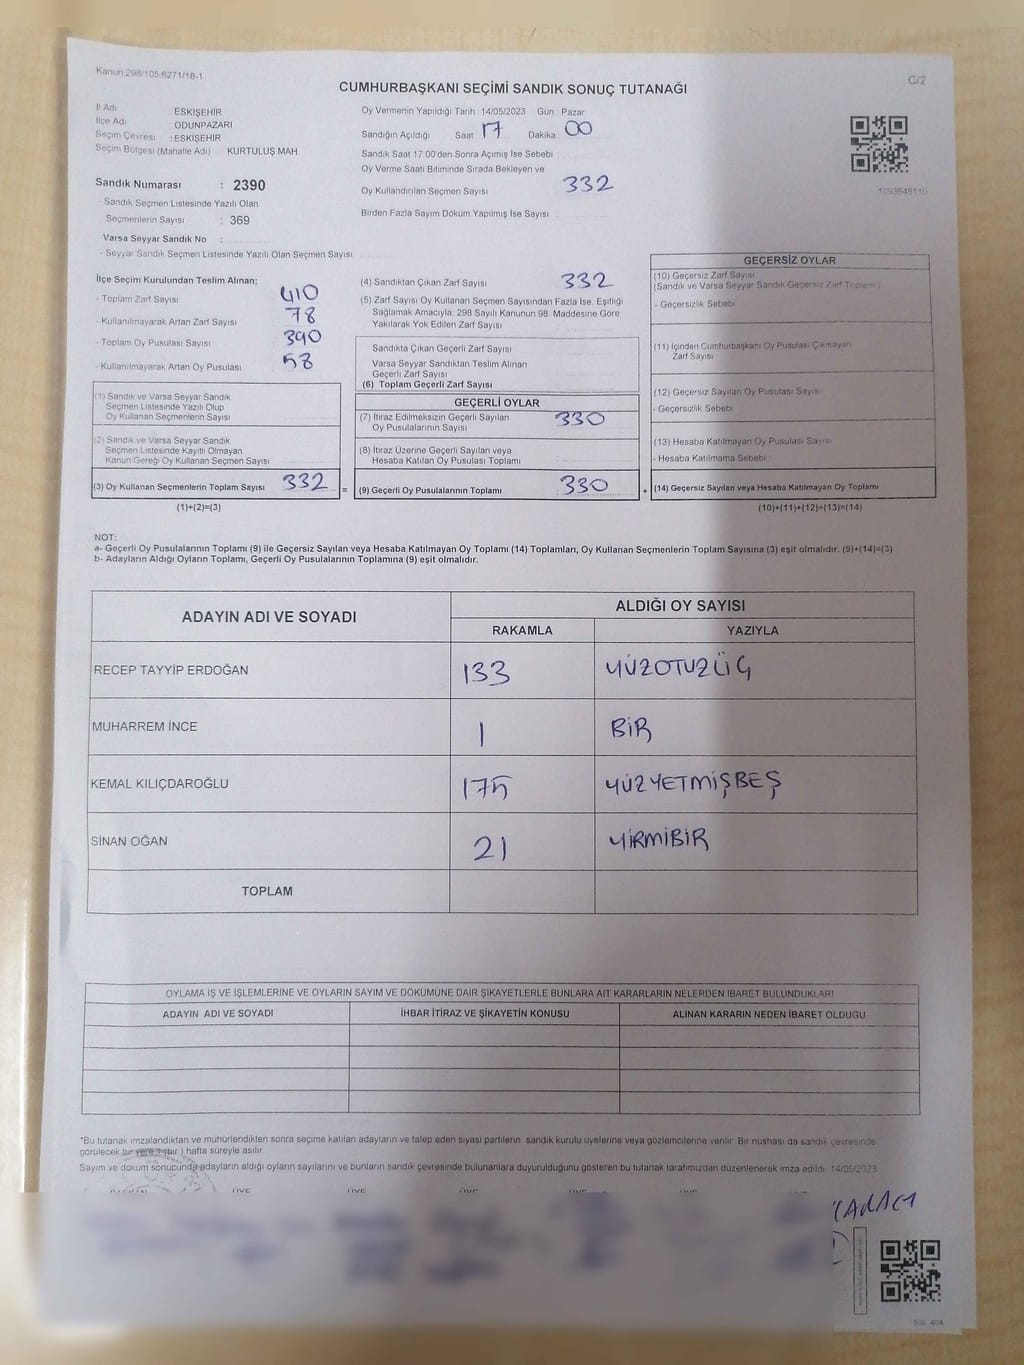 Kanun 298/105 6271/18-1
C/2
CUMHURBAŞKANI SEÇİMİ SANDIK SONUÇ TUTANAĞI
İl Adı ESKİŞEHİR
İlçe Adı ODUNPAZARI
Seçim Çevresi : ESKİŞEHİR
Seçim Bölgesi (Mahalle Adı) KURTULUŞ MAH.
Sandık Numarası : 2390
- Sandık Seçmen Listesinde Yazılı Olan
Seçmenlerin Sayısı : 369
Varsa Seyyar Sandık No :
- Seyyar Sandık Seçmen Listesinde Yazılı Olan Seçmen Sayısı
Oy Vermenin Yapıldığı Tarih 14/05/2023 Gün Pazar
Sandığın Açıldığı Saat 17 Dakika 00
Sandık Saat 17 00'den Sonra Açımış İse Sebebi
Oy Verme Saati Bitiminde Sırada Bekleyen ve
Oy Kullandırılan Seçmen Sayısı 332
Birden Fazla Sayım Döküm Yapılmış İse Sayısı
İlçe Seçim Kurulundan Teslim Alınan;
- Toplam Zarf Sayısı 410
- Kullanılmayarak Artan Zarf Sayısı 78
- Toplam Oy Pusulası Sayısı 390
- Kullanılmayarak Artan Oy Pusulası 58
(1) Sandık ve Varsa Seyyar Sandık
Seçmen Listesinde Yazılı Olup
Oy Kullanan Seçmenlerin Sayısı
(2) Sandık ve Varsa Seyyar Sandık
Seçmen Listesinde Kayıtlı Olmayan
Kanun Gereği Oy Kullanan Seçmen Sayısı
(3) Oy Kullanan Seçmenlerin Toplam Sayısı 332 =
(1)+(2)=(3)
(4) Sandıktan Çıkan Zarf Sayısı 332
(5) Zarf Sayısı Oy Kullanan Seçmen Sayısından Fazla İse, Eşitliği
Sağlamak Amacıyla; 298 Sayılı Kanunun 98. Maddesine Göre
Yakılarak Yok Edilen Zarf Sayısı
Sandıkta Çıkan Geçerli Zarf Sayısı
Varsa Seyyar Sandıktan Teslim Alınan
Geçerli Zarf Sayısı
(6) Toplam Geçerli Zarf Sayısı
GEÇERLİ OYLAR
(7) İtiraz Edilmeksizin Geçerli Sayılan
Oy Pusulalarının Sayısı 330
(8) İtiraz Üzerine Geçerli Sayılan veya
Hesaba Katılan Oy Pusulası Toplamı
(9) Geçerli Oy Pusulalarının Toplamı 330 +
GEÇERSİZ OYLAR
(10) Geçersiz Zarf Sayısı
(Sandık ve Varsa Seyyar Sandık Geçersiz Zarf Toplamı)
- Geçersizlik Sebebi
(11) İçinden Cumhurbaşkanı Oy Pusulası Çıkmayan
Zarf Sayısı
(12) Geçersiz Sayılan Oy Pusulası Sayısı
- Geçersizlik Sebebi
(13) Hesaba Katılmayan Oy Pusulası Sayısı
- Hesaba Katılmama Sebebi
(14) Geçersiz Sayılan veya Hesaba Katılmayan Oy Toplamı
(10)+(11)+(12)+(13)=(14)
NOT:
a- Geçerli Oy Pusulalarının Toplamı (9) ile Geçersiz Sayılan veya Hesaba Katılmayan Oy Toplamı (14) Toplamları, Oy Kullanan Seçmenlerin Toplam Sayısına (3) eşit olmalıdır. (9)+(14)=(3)
b- Adayların Aldığı Oyların Toplamı, Geçerli Oy Pusulalarının Toplamına (9) eşit olmalıdır.
ADAYIN ADI VE SOYADI ALDIĞI OY SAYISI
RAKAMLA YAZIYLA
RECEP TAYYİP ERDOĞAN 133 YÜZOTUZÜÇ
MUHARREM İNCE 1 BİR
KEMAL KILIÇDAROĞLU 175 YÜZYETMİŞBEŞ
SİNAN OĞAN 21 YİRMİBİR
TOPLAM
OYLAMA İŞ VE İŞLEMLERİNE VE OYLARIN SAYIM VE DÖKÜMÜNE DAİR ŞİKAYETLERLE BUNLARA AİT KARARLARIN NELERDEN İBARET BULUNDUKLARI
ADAYIN ADI VE SOYADI İHBAR İTİRAZ VE ŞİKAYETİN KONUSU ALINAN KARARIN NEDEN İBARET OLDUĞU
*Bu tutanak imzalandıktan ve mühürlendikten sonra seçime katılan adayların ve talep eden siyasi partilerin sandık kurulu üyelerine veya gözlemcilerine verilir. Bir nushası da sandık çevresinde
görülecek bir yere 1 (bir ) hafta süreyle asılır.
Sayım ve döküm sonucunda adayların aldığı oyların sayılarını ve bunların sandık çevresinde bulunanlara duyurulduğunu gösteren bu tutanak tarafımızdan düzenlenerek imza edildi 14/05/2023